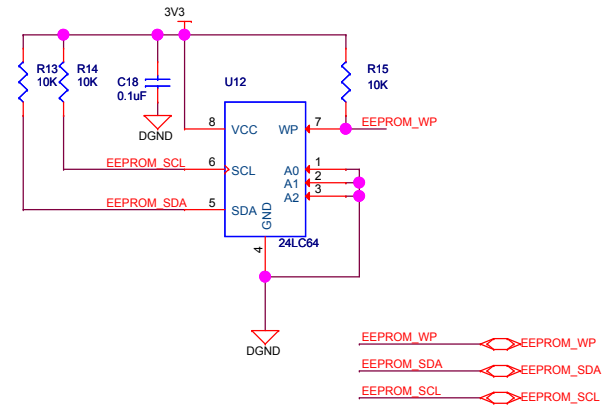 3V3
R13 R14 R15
10K 10K 10K
C18
0.1uF
U12
DGND
8 VCC WP 7 EEPROM_WP
EEPROM_SCL 6 SCL A0 1
A1 2
A2 3
EEPROM_SDA 5 SDA
GND
4
24LC64
DGND
EEPROM_WP EEPROM_WP
EEPROM_SDA EEPROM_SDA
EEPROM_SCL EEPROM_SCL